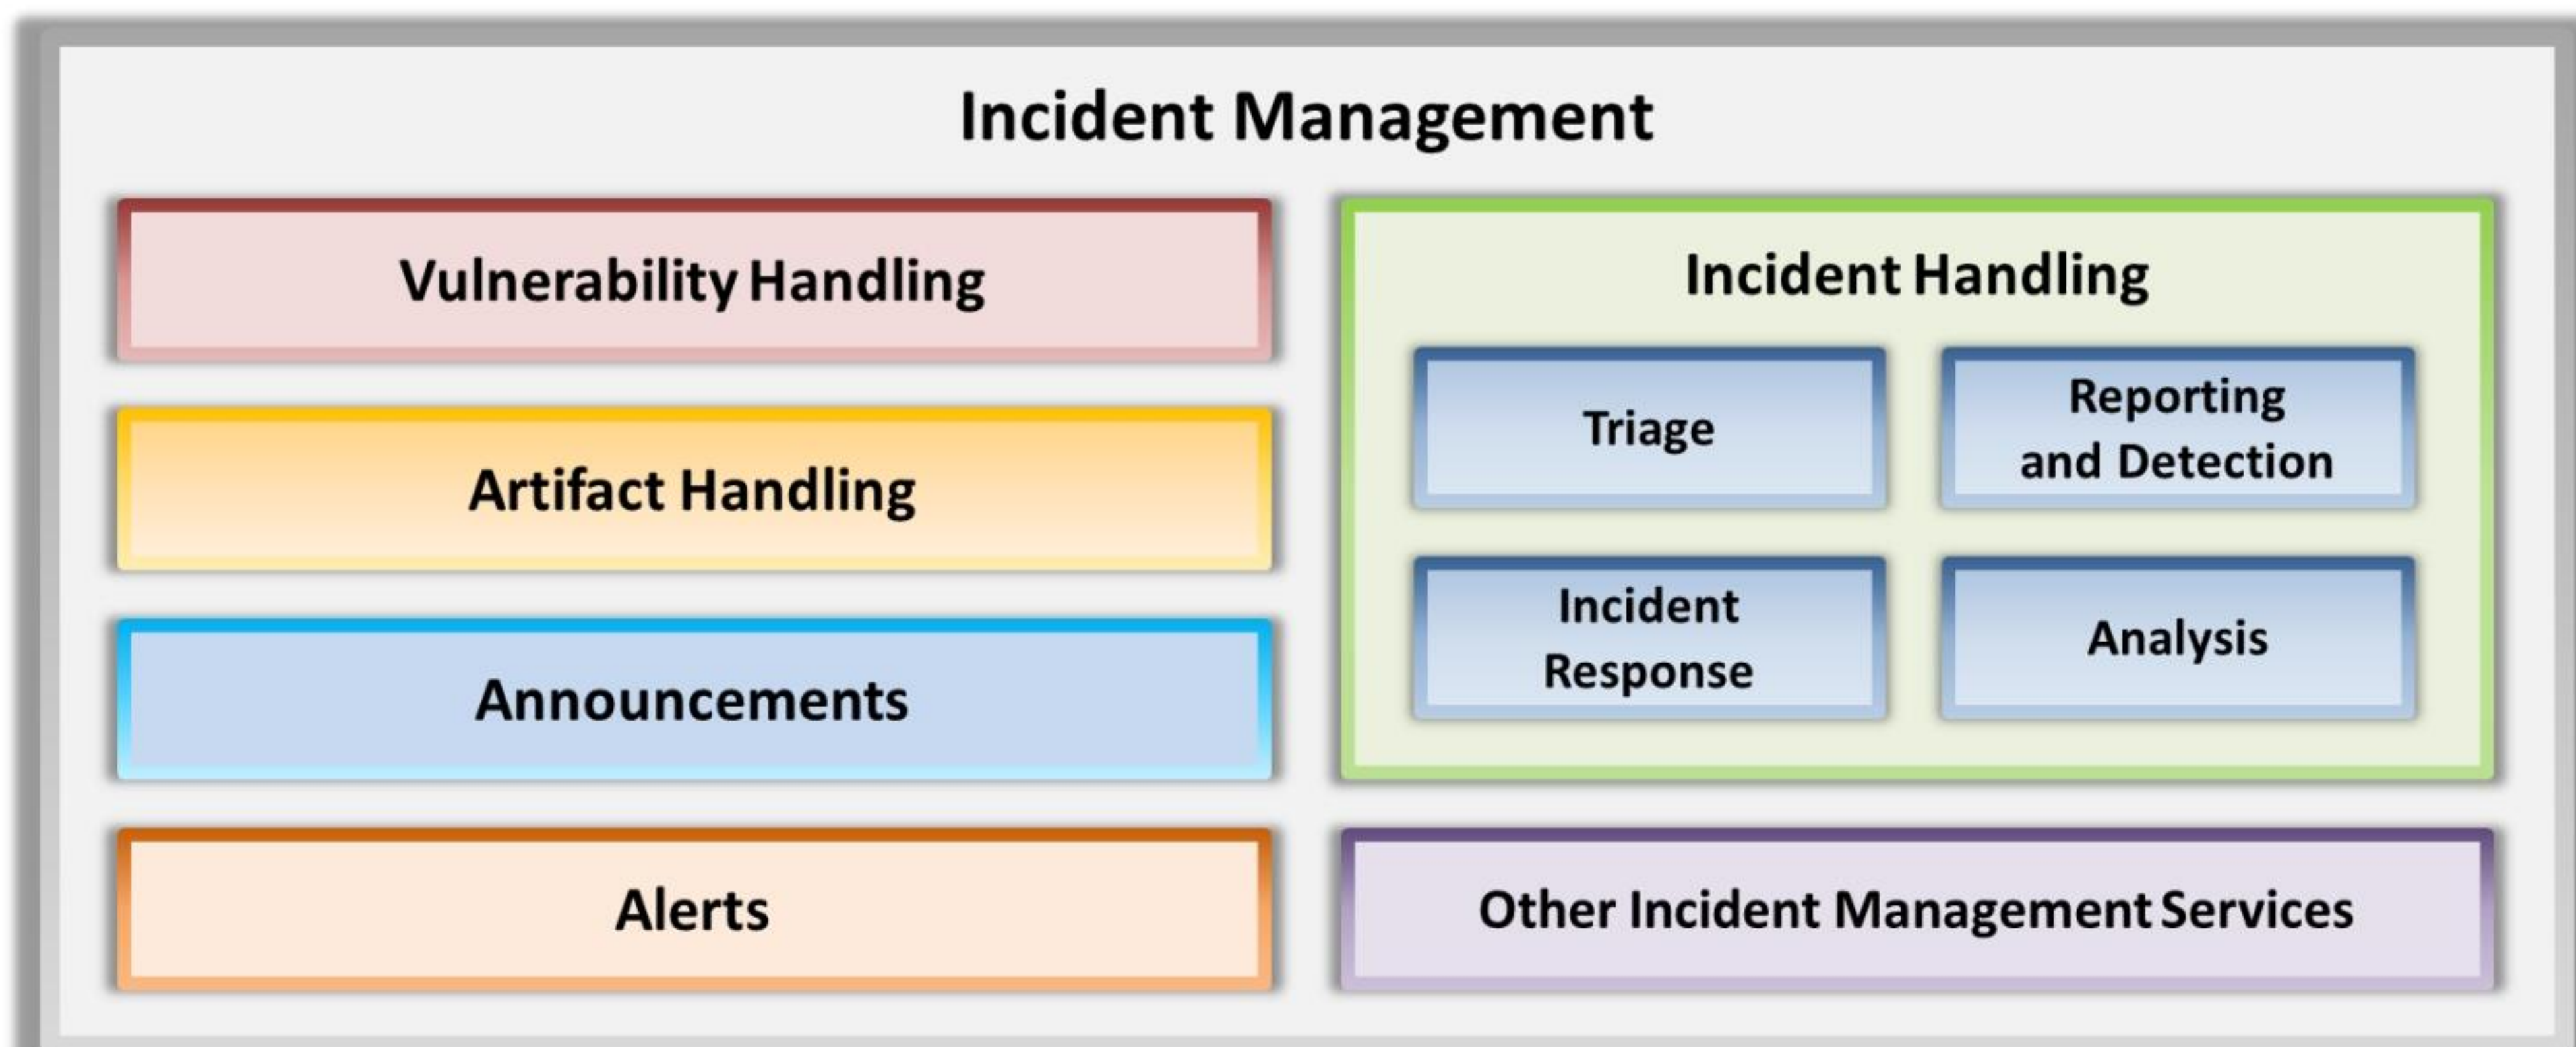 Incident Management
Vulnerability Handling
Artifact Handling
Announcements
Alerts
Incident Handling
Triage
Reporting
and Detection
Incident
Response
Analysis
Other Incident Management Services